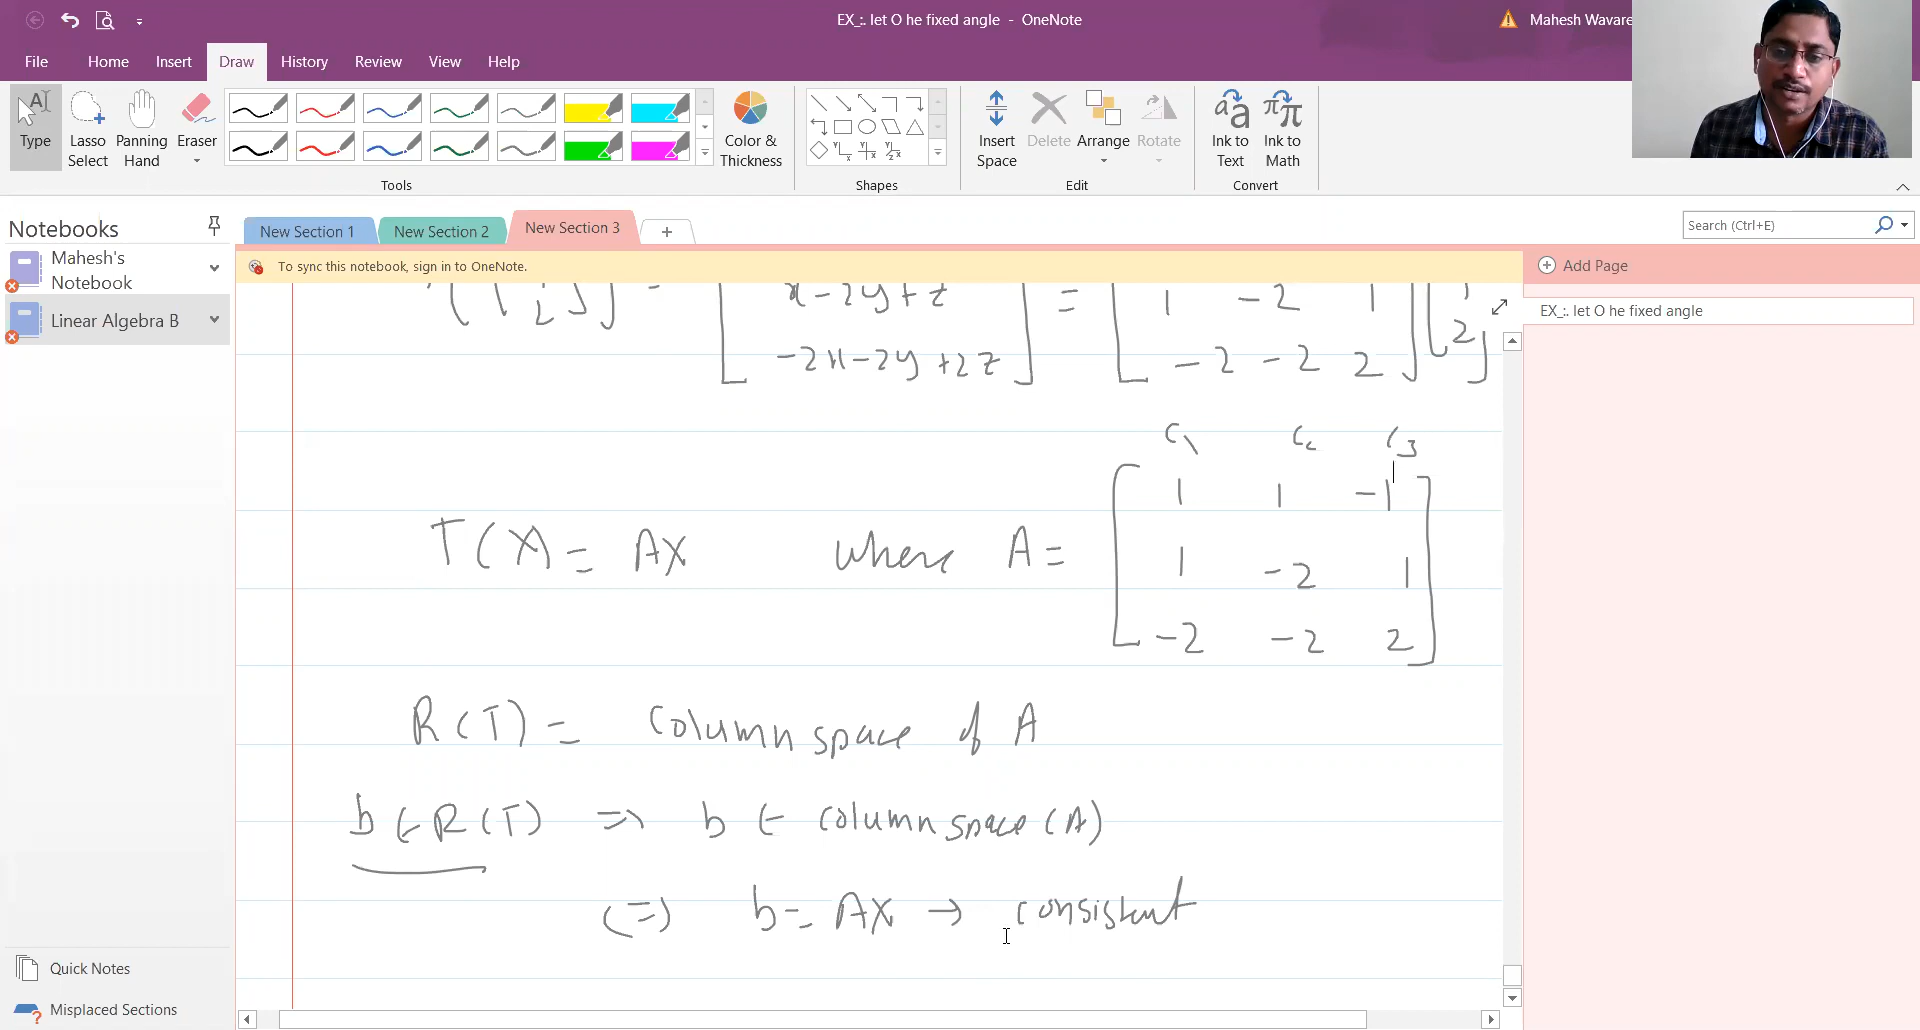 EX_:. let O he fixed angle - OneNote
Mahesh Wavare
File Home Insert Draw History Review View Help
Type
Lasso Select
Panning Hand
Eraser
Color & Thickness
Insert Space
Delete
Arrange
Rotate
Ink to Text
Ink to Math
Tools
Shapes
Edit
Convert
Notebooks
New Section 1
New Section 2
New Section 3
+
Search (Ctrl+E)
Mahesh's Notebook
Linear Algebra B
To sync this notebook, sign in to OneNote.
Add Page
EX_:. let O he fixed angle
x-2y+z = 1 -2 1
-2x-2y+2z -2 -2 2 2
C1 C2 C3
1 1 -1
T(X) = AX where A = 1 -2 1
-2 -2 2
R(T) = Column space of A
b ∈ R(T) => b ∈ column space (A)
(=) b = AX → consistent
Quick Notes
Misplaced Sections